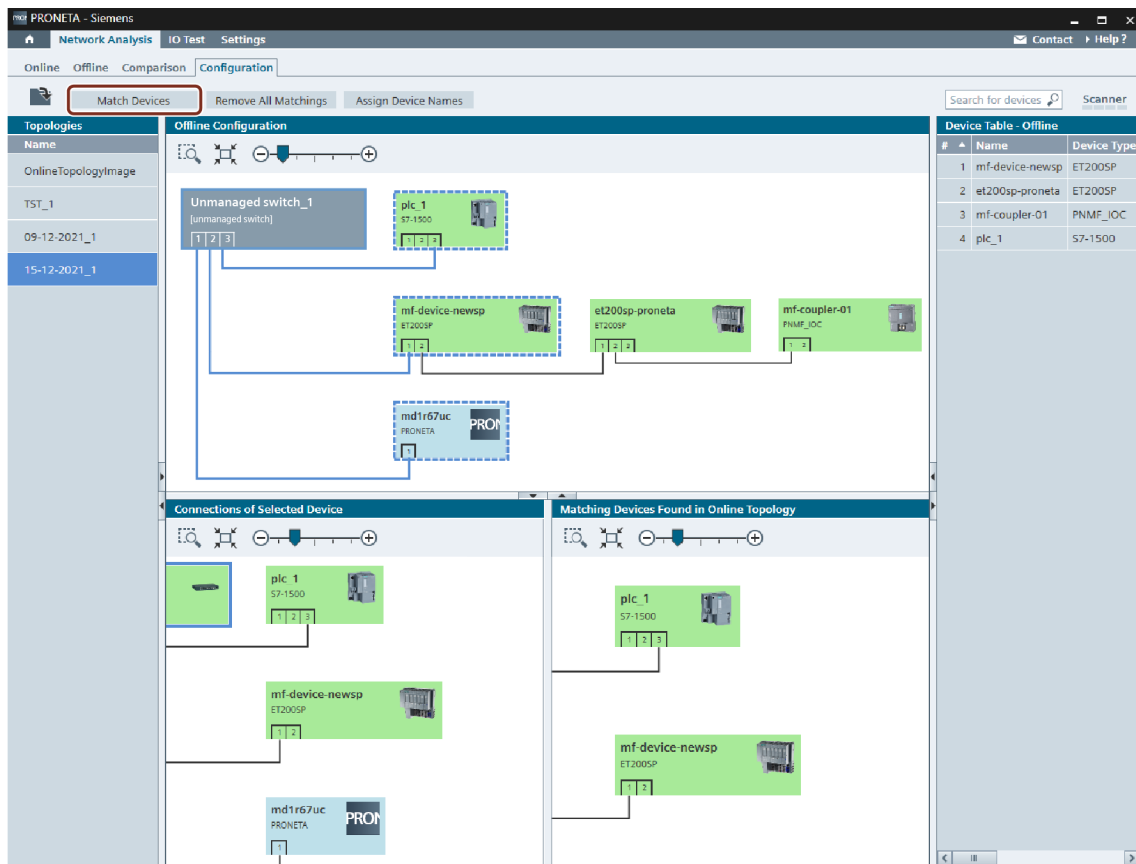 PRONETA - Siemens
Network Analysis IO Test Settings Contact Help ?
Online Offline Comparison Configuration
Match Devices Remove All Matchings Assign Device Names Search for devices Scanner
Topologies
Name
OnlineTopologyImage
TST_1
09-12-2021_1
15-12-2021_1
Offline Configuration
Unmanaged switch_1
[unmanaged switch]
1 2 3
plc_1
S7-1500
1 2 3
mf-device-newsp
ET200SP
1 2
et200sp-proneta
ET200SP
1 2 2
mf-coupler-01
PNMF_IOC
1 2
md1r67uc
PRONETA
PRON
1
Connections of Selected Device
plc_1
S7-1500
1 2 3
mf-device-newsp
ET200SP
1 2
md1r67uc
PRONETA
PRON
1
Matching Devices Found in Online Topology
plc_1
S7-1500
1 2 3
mf-device-newsp
ET200SP
1 2
Device Table - Offline
# Name Device Type
1 mf-device-newsp ET200SP
2 et200sp-proneta ET200SP
3 mf-coupler-01 PNMF_IOC
4 plc_1 S7-1500